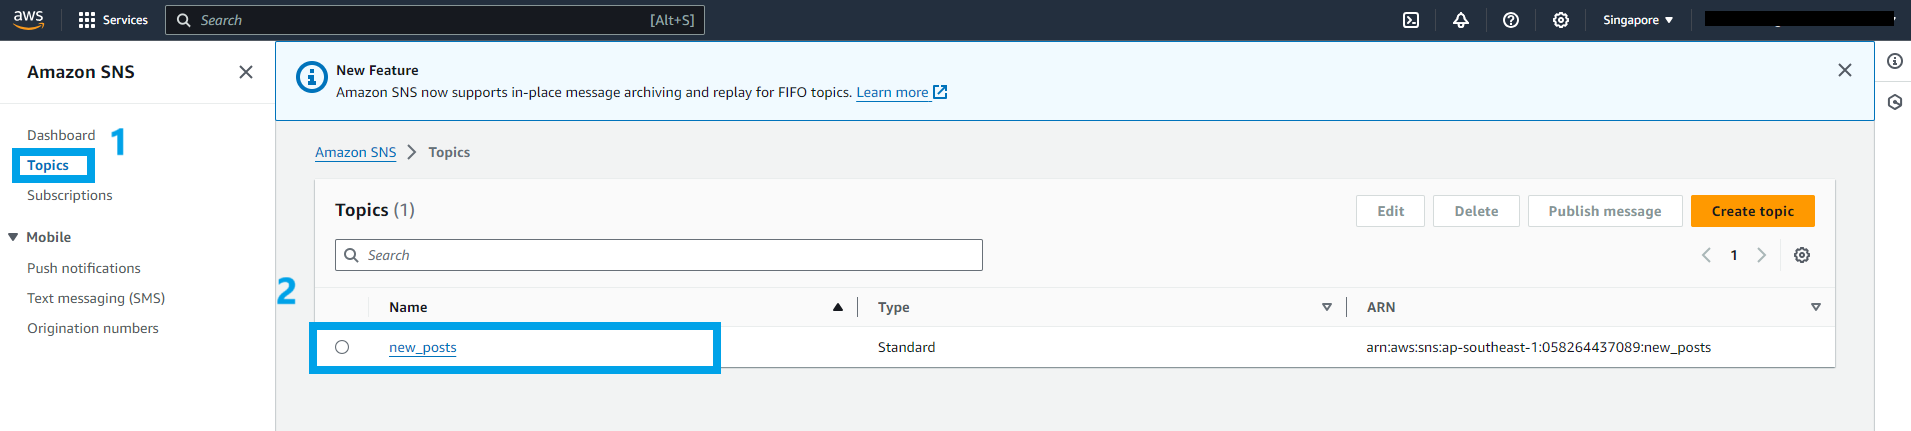 aws Services Search [Alt+S] Singapore
Amazon SNS
New Feature
Amazon SNS now supports in-place message archiving and replay for FIFO topics. Learn more
Dashboard
1
Topics
Subscriptions
Mobile
Push notifications
Text messaging (SMS)
Origination numbers
Amazon SNS > Topics
Topics (1)
Edit Delete Publish message Create topic
Search
1
2
Name Type ARN
new_posts Standard arn:aws:sns:ap-southeast-1:058264437089:new_posts